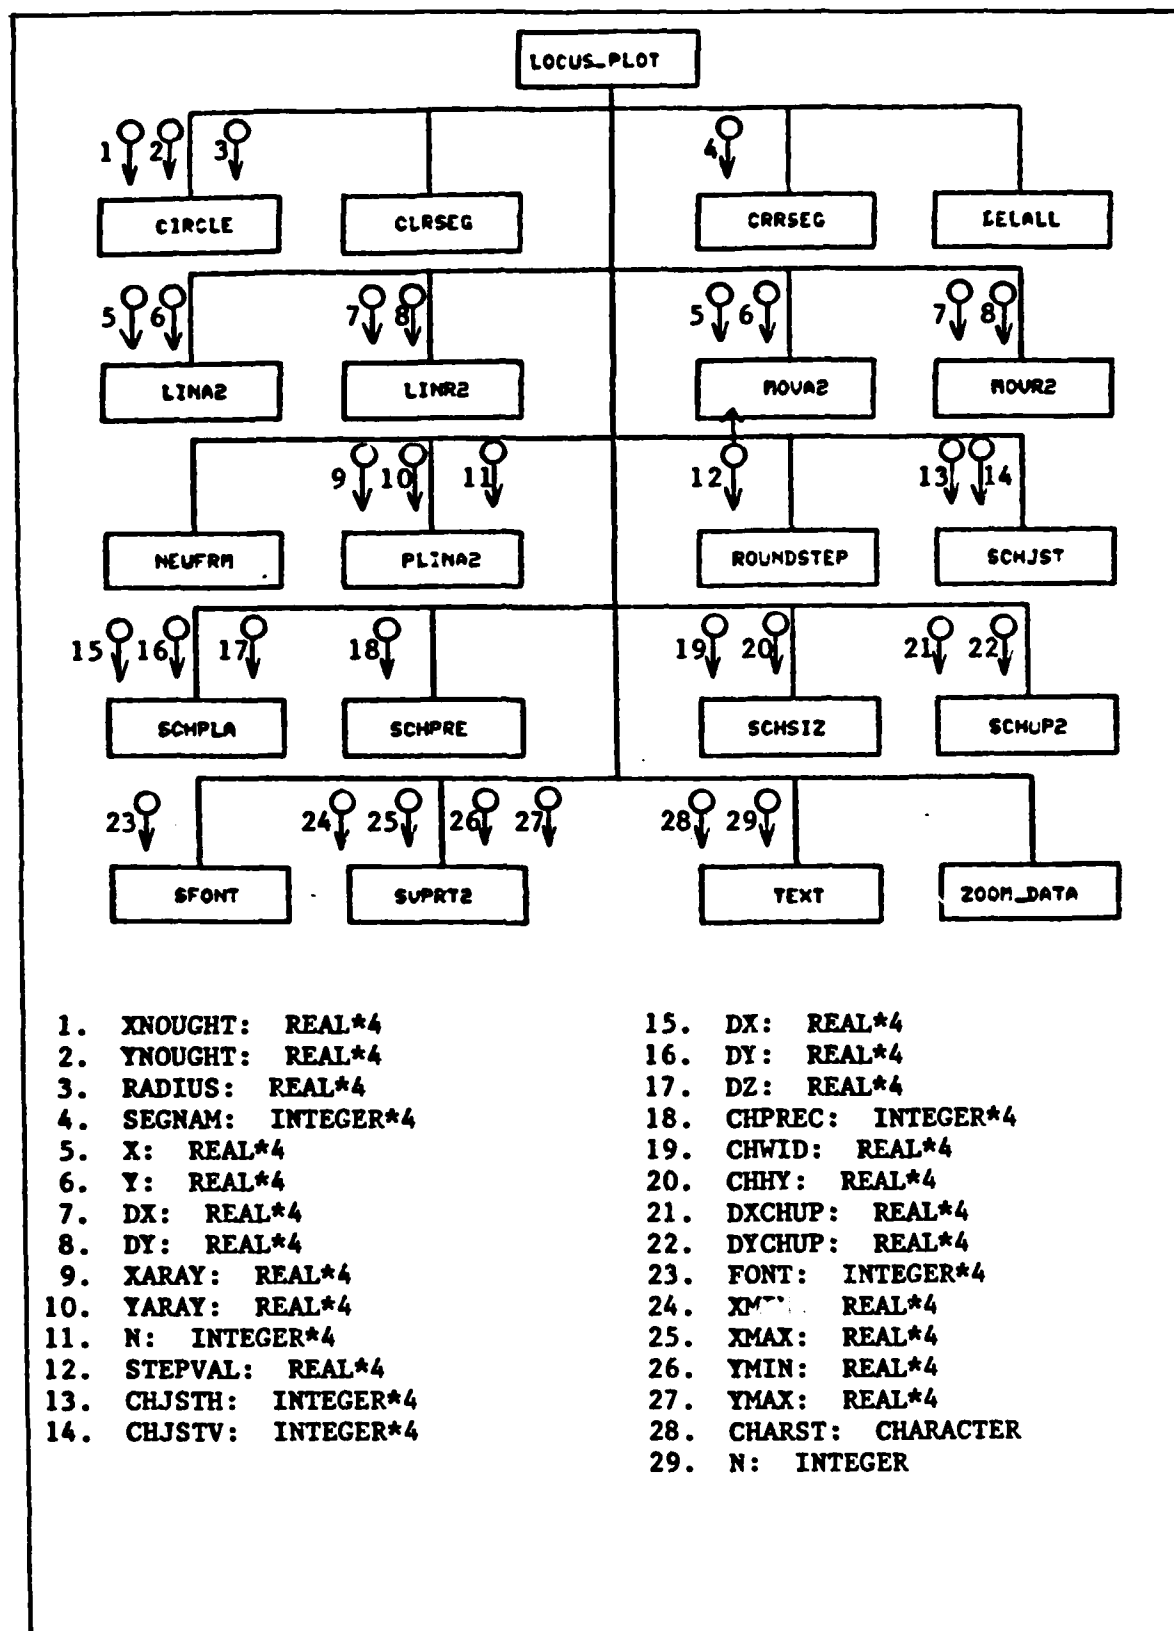 LOCUS_PLOT
1 2 3 4
CIRCLE CLRSEG CRRSEG DELALL
5 6 7 8 5 6 7 8
LINA2 LINR2 MOVA2 MOVR2
9 10 11 12 13 14
NEWFRM PLINA2 ROUNDSTEP SCHJST
15 16 17 18 19 20 21 22
SCHPLA SCHPRE SCHSIZ SCHUP2
23 24 25 26 27 28 29
SFONT SVPRT2 TEXT ZOOM_DATA
1. XNOUGHT: REAL*4
2. YNOUGHT: REAL*4
3. RADIUS: REAL*4
4. SEGNAM: INTEGER*4
5. X: REAL*4
6. Y: REAL*4
7. DX: REAL*4
8. DY: REAL*4
9. XARAY: REAL*4
10. YARAY: REAL*4
11. N: INTEGER*4
12. STEPVAL: REAL*4
13. CHJSTH: INTEGER*4
14. CHJSTV: INTEGER*4
15. DX: REAL*4
16. DY: REAL*4
17. DZ: REAL*4
18. CHPREC: INTEGER*4
19. CHWID: REAL*4
20. CHHY: REAL*4
21. DXCHUP: REAL*4
22. DYCHUP: REAL*4
23. FONT: INTEGER*4
24. REAL*4
25. XMAX: REAL*4
26. YMIN: REAL*4
27. YMAX: REAL*4
28. CHARST: CHARACTER
29. N: INTEGER